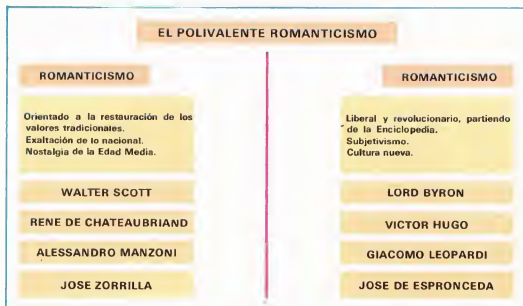 EL POLIVALENTE ROMANTICISMO
ROMANTICISMO
Orientado a la restauración de los
valores tradicionales.
Exaltación de lo nacional.
Nostalgia de la Edad Media.
WALTER SCOTT
RENE DE CHATEAUBRIAND
ALESSANDRO MANZONI
JOSE ZORRILLA
ROMANTICISMO
Liberal y revolucionario, partiendo
de la Enciclopedia.
Subjetivismo.
Cultura nueva.
LORD BYRON
VICTOR HUGO
GIACOMO LEOPARDI
JOSE DE ESPRONCEDA